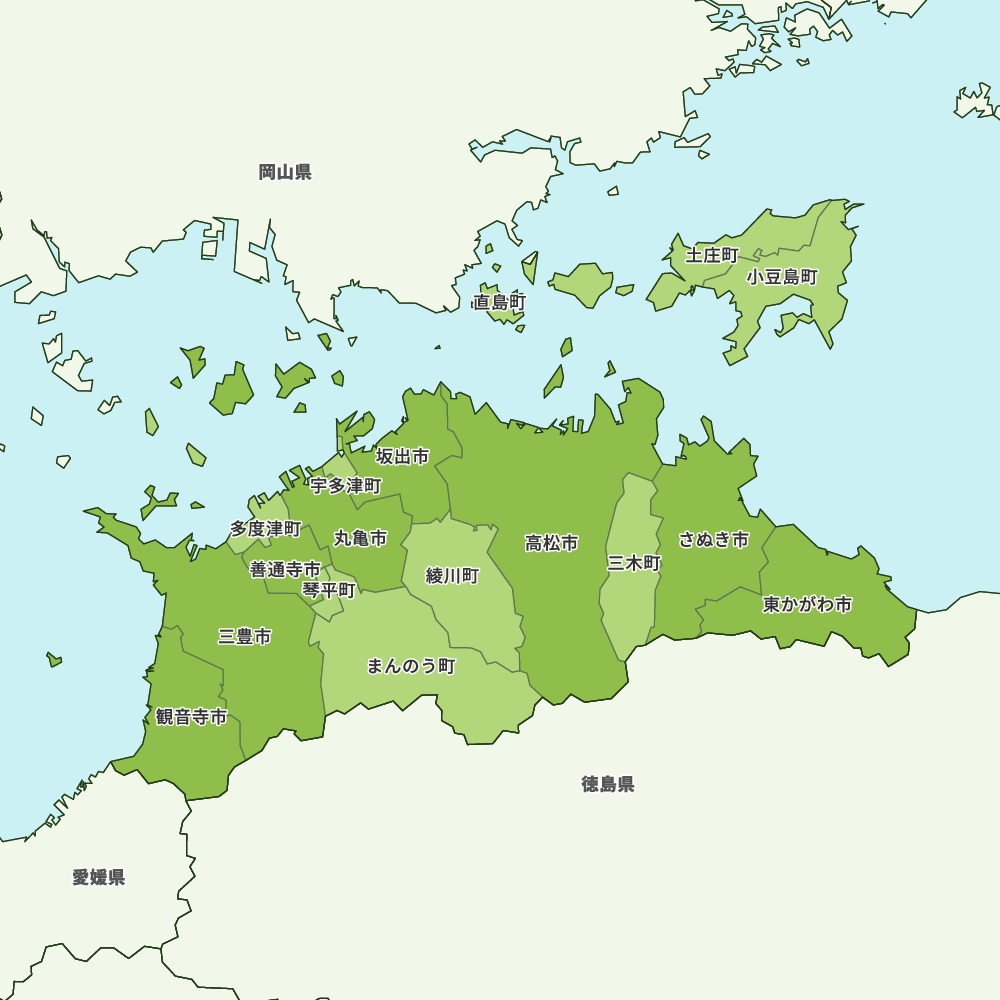 岡山県
土庄町
小豆島町
直島町
坂出市
宇多津町
多度津町
丸亀市
高松市
さぬき市
三木町
善通寺市
綾川町
琴平町
東かがわ市
三豊市
まんのう町
観音寺市
徳島県
愛媛県